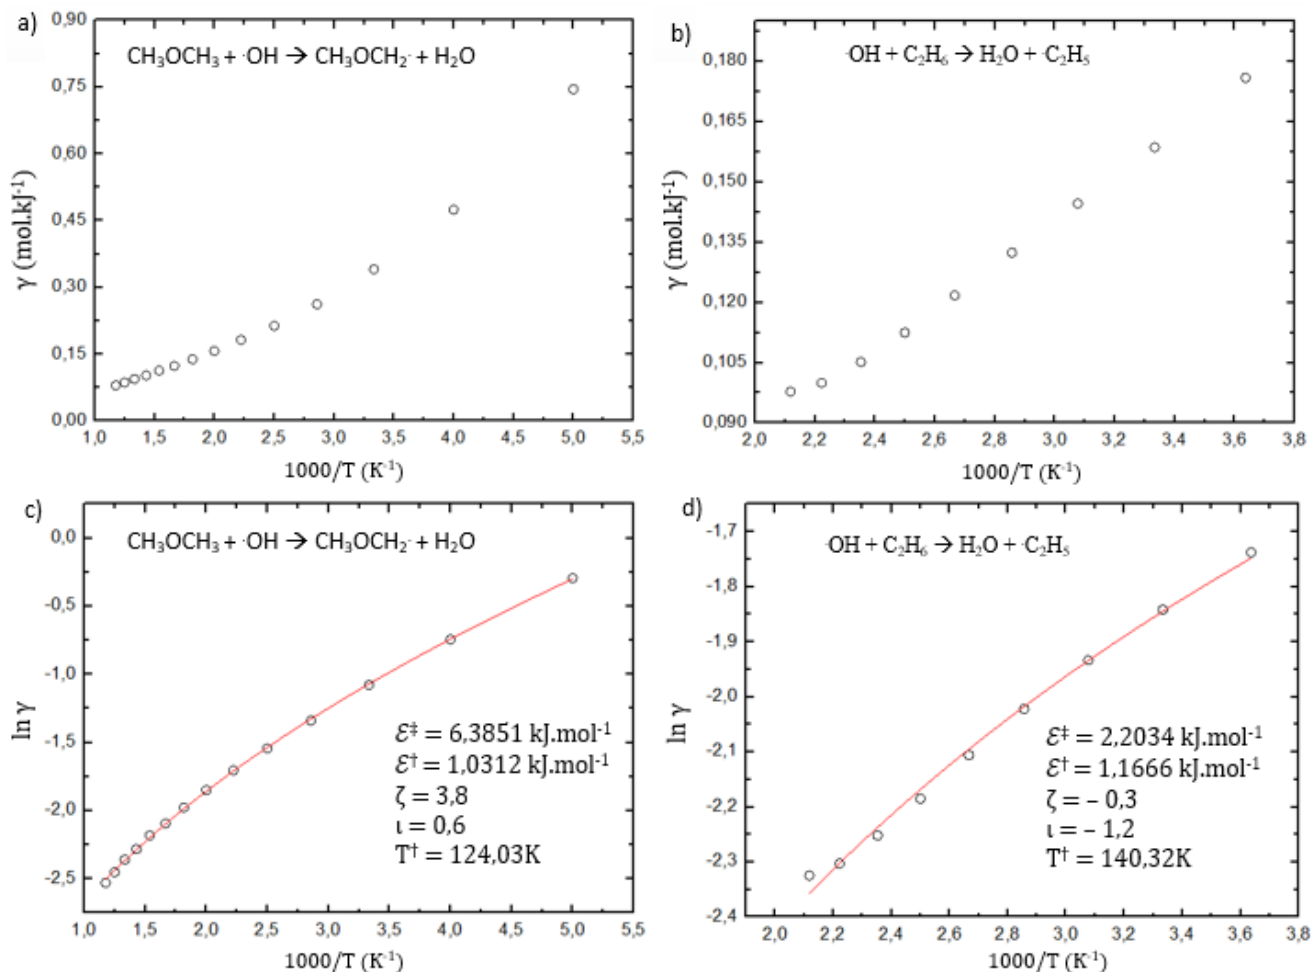 a)
CH₃OCH₃ + ·OH → CH₃OCH₂· + H₂O
γ (mol.kJ⁻¹)
0,90
0,75
0,60
0,45
0,30
0,15
0,00
1,0 1,5 2,0 2,5 3,0 3,5 4,0 4,5 5,0 5,5
1000/T (K⁻¹)
b)
·OH + C₂H₆ → H₂O + ·C₂H₅
γ (mol.kJ⁻¹)
0,180
0,165
0,150
0,135
0,120
0,105
0,090
2,0 2,2 2,4 2,6 2,8 3,0 3,2 3,4 3,6 3,8
1000/T (K⁻¹)
c)
CH₃OCH₃ + ·OH → CH₃OCH₂· + H₂O
ln γ
0,0
-0,5
-1,0
-1,5
-2,0
-2,5
ℰ‡ = 6,3851 kJ.mol⁻¹
ℰ† = 1,0312 kJ.mol⁻¹
ζ = 3,8
ι = 0,6
T† = 124,03K
1,0 1,5 2,0 2,5 3,0 3,5 4,0 4,5 5,0 5,5
1000/T (K⁻¹)
d)
·OH + C₂H₆ → H₂O + ·C₂H₅
ln γ
-1,7
-1,8
-1,9
-2,0
-2,1
-2,2
-2,3
-2,4
ℰ‡ = 2,2034 kJ.mol⁻¹
ℰ† = 1,1666 kJ.mol⁻¹
ζ = – 0,3
ι = – 1,2
T† = 140,32K
2,0 2,2 2,4 2,6 2,8 3,0 3,2 3,4 3,6 3,8
1000/T (K⁻¹)